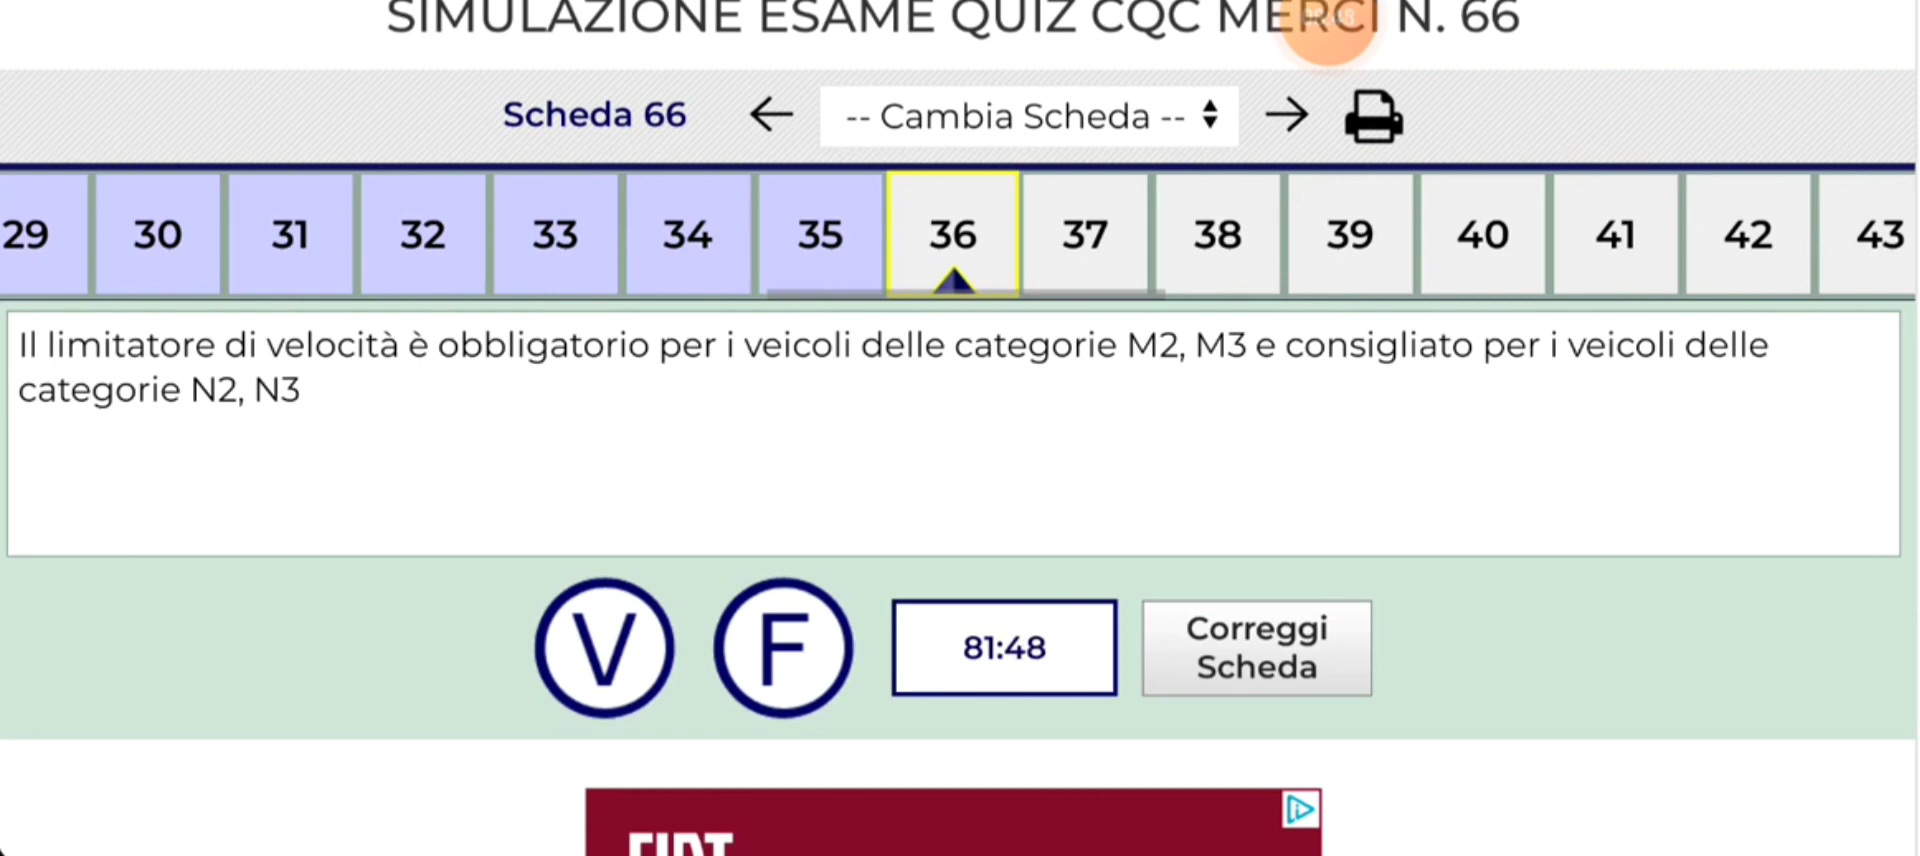 SIMULAZIONE ESAME QUIZ CQC MERCI N. 66
Scheda 66
-- Cambia Scheda --
29 30 31 32 33 34 35 36 37 38 39 40 41 42 43
Il limitatore di velocità è obbligatorio per i veicoli delle categorie M2, M3 e consigliato per i veicoli delle
categorie N2, N3
V F 81:48 Correggi
Scheda
FIAT